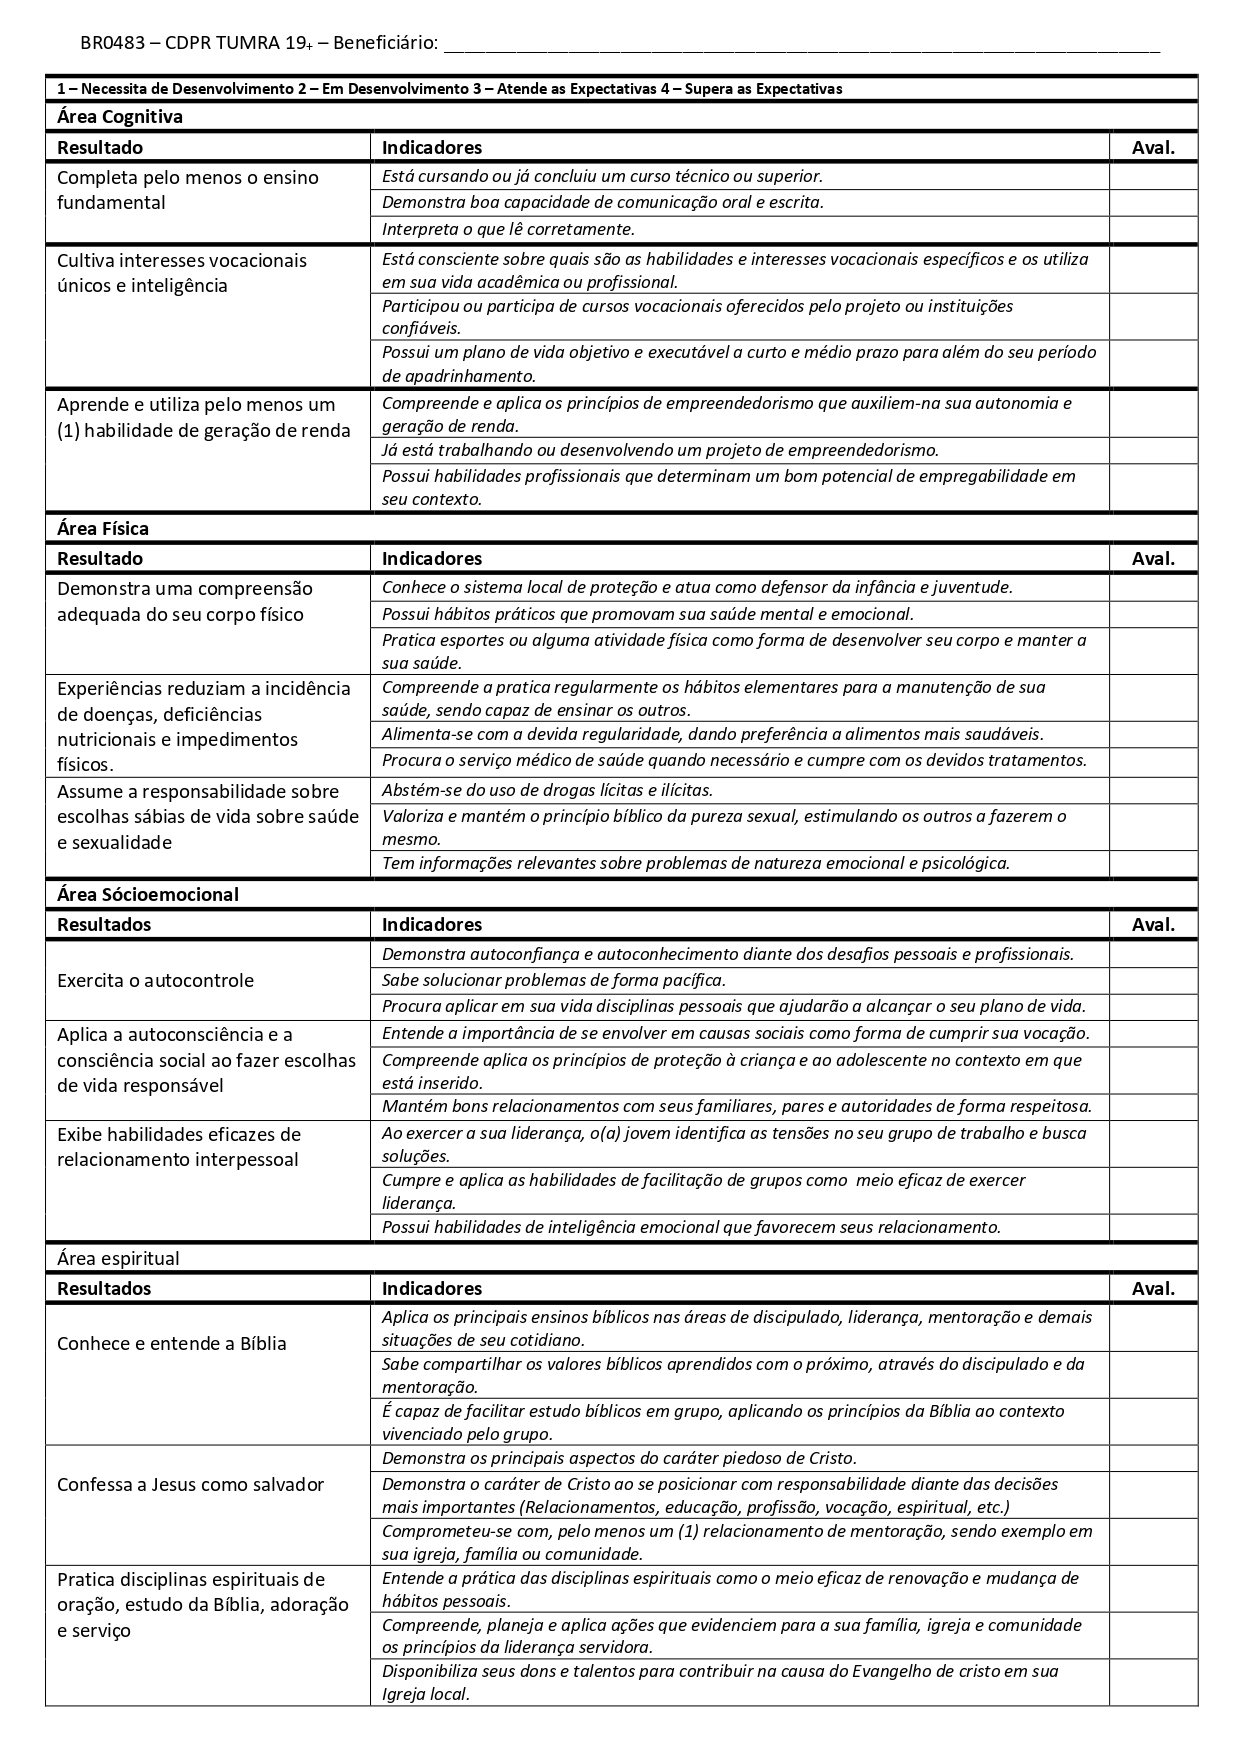 BR0483 – CDPR TUMRA 19+ – Beneficiário: ___________________________________________________________________
1 – Necessita de Desenvolvimento 2 – Em Desenvolvimento 3 – Atende as Expectativas 4 – Supera as Expectativas
Área Cognitiva
Resultado Indicadores Aval.
Completa pelo menos o ensino
fundamental
Está cursando ou já concluiu um curso técnico ou superior.
Demonstra boa capacidade de comunicação oral e escrita.
Interpreta o que lê corretamente.
Cultiva interesses vocacionais
únicos e inteligência
Está consciente sobre quais são as habilidades e interesses vocacionais específicos e os utiliza
em sua vida acadêmica ou profissional.
Participou ou participa de cursos vocacionais oferecidos pelo projeto ou instituições
confiáveis.
Possui um plano de vida objetivo e executável a curto e médio prazo para além do seu período
de apadrinhamento.
Aprende e utiliza pelo menos um
(1) habilidade de geração de renda
Compreende e aplica os princípios de empreendedorismo que auxiliem-na sua autonomia e
geração de renda.
Já está trabalhando ou desenvolvendo um projeto de empreendedorismo.
Possui habilidades profissionais que determinam um bom potencial de empregabilidade em
seu contexto.
Área Física
Resultado Indicadores Aval.
Demonstra uma compreensão
adequada do seu corpo físico
Conhece o sistema local de proteção e atua como defensor da infância e juventude.
Possui hábitos práticos que promovam sua saúde mental e emocional.
Pratica esportes ou alguma atividade física como forma de desenvolver seu corpo e manter a
sua saúde.
Experiências reduziam a incidência
de doenças, deficiências
nutricionais e impedimentos
físicos.
Compreende a pratica regularmente os hábitos elementares para a manutenção de sua
saúde, sendo capaz de ensinar os outros.
Alimenta-se com a devida regularidade, dando preferência a alimentos mais saudáveis.
Procura o serviço médico de saúde quando necessário e cumpre com os devidos tratamentos.
Assume a responsabilidade sobre
escolhas sábias de vida sobre saúde
e sexualidade
Abstém-se do uso de drogas lícitas e ilícitas.
Valoriza e mantém o princípio bíblico da pureza sexual, estimulando os outros a fazerem o
mesmo.
Tem informações relevantes sobre problemas de natureza emocional e psicológica.
Área Sócioemocional
Resultados Indicadores Aval.
Exercita o autocontrole
Demonstra autoconfiança e autoconhecimento diante dos desafios pessoais e profissionais.
Sabe solucionar problemas de forma pacífica.
Procura aplicar em sua vida disciplinas pessoais que ajudarão a alcançar o seu plano de vida.
Aplica a autoconsciência e a
consciência social ao fazer escolhas
de vida responsável
Entende a importância de se envolver em causas sociais como forma de cumprir sua vocação.
Compreende aplica os princípios de proteção à criança e ao adolescente no contexto em que
está inserido.
Mantém bons relacionamentos com seus familiares, pares e autoridades de forma respeitosa.
Exibe habilidades eficazes de
relacionamento interpessoal
Ao exercer a sua liderança, o(a) jovem identifica as tensões no seu grupo de trabalho e busca
soluções.
Cumpre e aplica as habilidades de facilitação de grupos como  meio eficaz de exercer
liderança.
Possui habilidades de inteligência emocional que favorecem seus relacionamento.
Área espiritual
Resultados Indicadores Aval.
Conhece e entende a Bíblia
Aplica os principais ensinos bíblicos nas áreas de discipulado, liderança, mentoração e demais
situações de seu cotidiano.
Sabe compartilhar os valores bíblicos aprendidos com o próximo, através do discipulado e da
mentoração.
É capaz de facilitar estudo bíblicos em grupo, aplicando os princípios da Bíblia ao contexto
vivenciado pelo grupo.
Confessa a Jesus como salvador
Demonstra os principais aspectos do caráter piedoso de Cristo.
Demonstra o caráter de Cristo ao se posicionar com responsabilidade diante das decisões
mais importantes (Relacionamentos, educação, profissão, vocação, espiritual, etc.)
Comprometeu-se com, pelo menos um (1) relacionamento de mentoração, sendo exemplo em
sua igreja, família ou comunidade.
Pratica disciplinas espirituais de
oração, estudo da Bíblia, adoração
e serviço
Entende a prática das disciplinas espirituais como o meio eficaz de renovação e mudança de
hábitos pessoais.
Compreende, planeja e aplica ações que evidenciem para a sua família, igreja e comunidade
os princípios da liderança servidora.
Disponibiliza seus dons e talentos para contribuir na causa do Evangelho de cristo em sua
Igreja local.